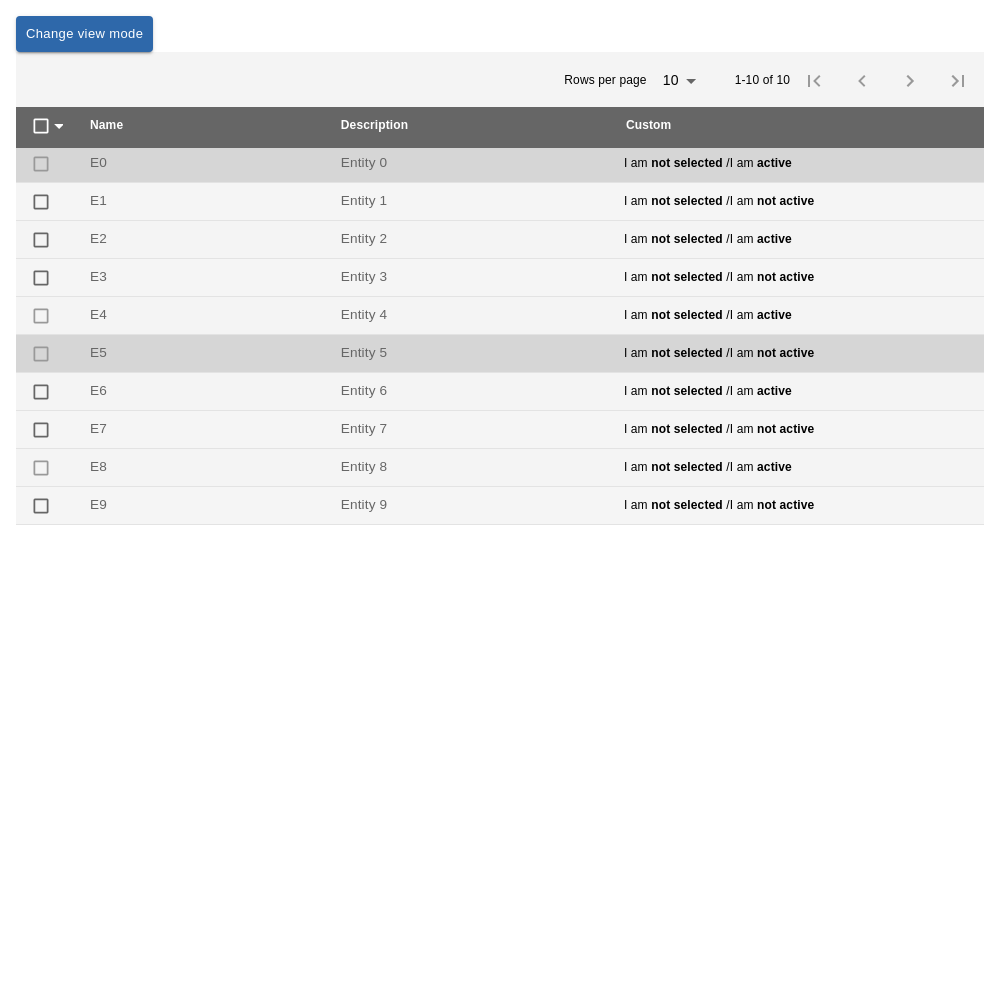 Change view mode
Rows per page 10 1-10 of 10
Name Description Custom
E0 Entity 0 I am not selected /I am active
E1 Entity 1 I am not selected /I am not active
E2 Entity 2 I am not selected /I am active
E3 Entity 3 I am not selected /I am not active
E4 Entity 4 I am not selected /I am active
E5 Entity 5 I am not selected /I am not active
E6 Entity 6 I am not selected /I am active
E7 Entity 7 I am not selected /I am not active
E8 Entity 8 I am not selected /I am active
E9 Entity 9 I am not selected /I am not active